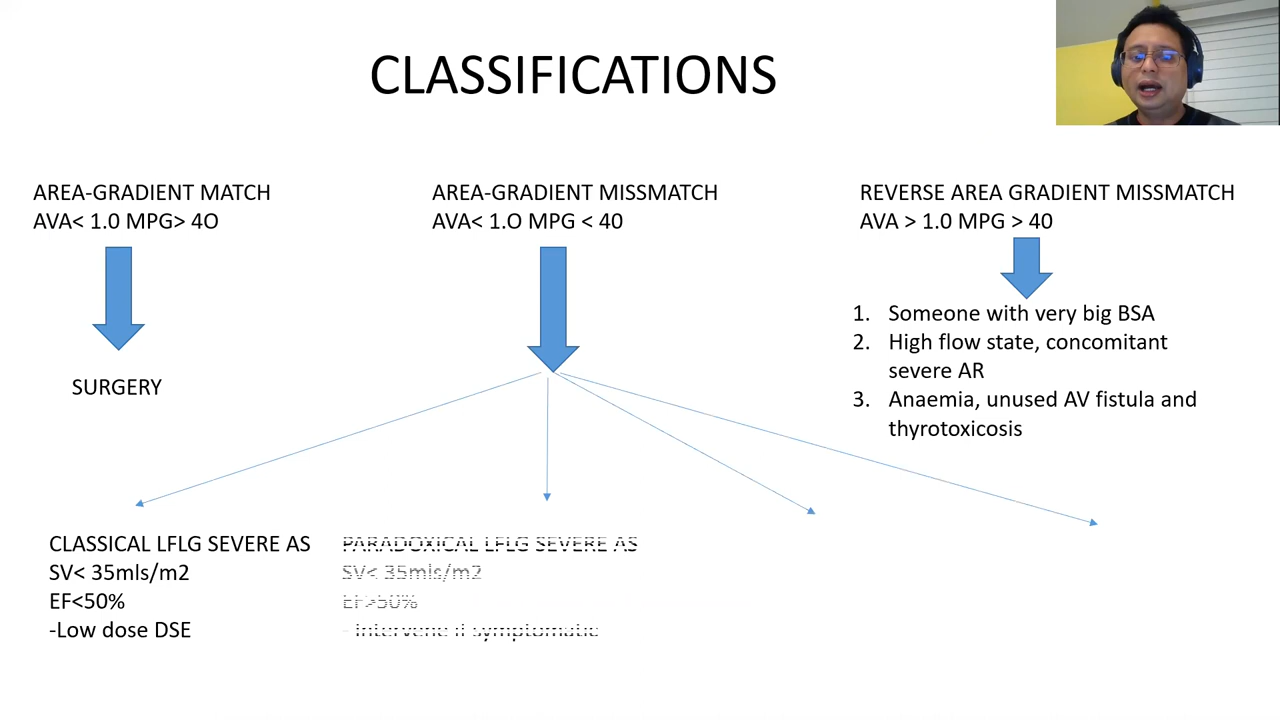 CLASSIFICATIONS
AREA-GRADIENT MATCH
AVA< 1.0 MPG> 4O
SURGERY
AREA-GRADIENT MISSMATCH
AVA< 1.O MPG < 40
REVERSE AREA GRADIENT MISSMATCH
AVA > 1.0 MPG > 40
1. Someone with very big BSA
2. High flow state, concomitant
severe AR
3. Anaemia, unused AV fistula and
thyrotoxicosis
CLASSICAL LFLG SEVERE AS
SV< 35mls/m2
EF<50%
-Low dose DSE
PARADOXICAL LFLG SEVERE AS
SV< 35mls/m2
EF>50%
- Intervene if symptomatic